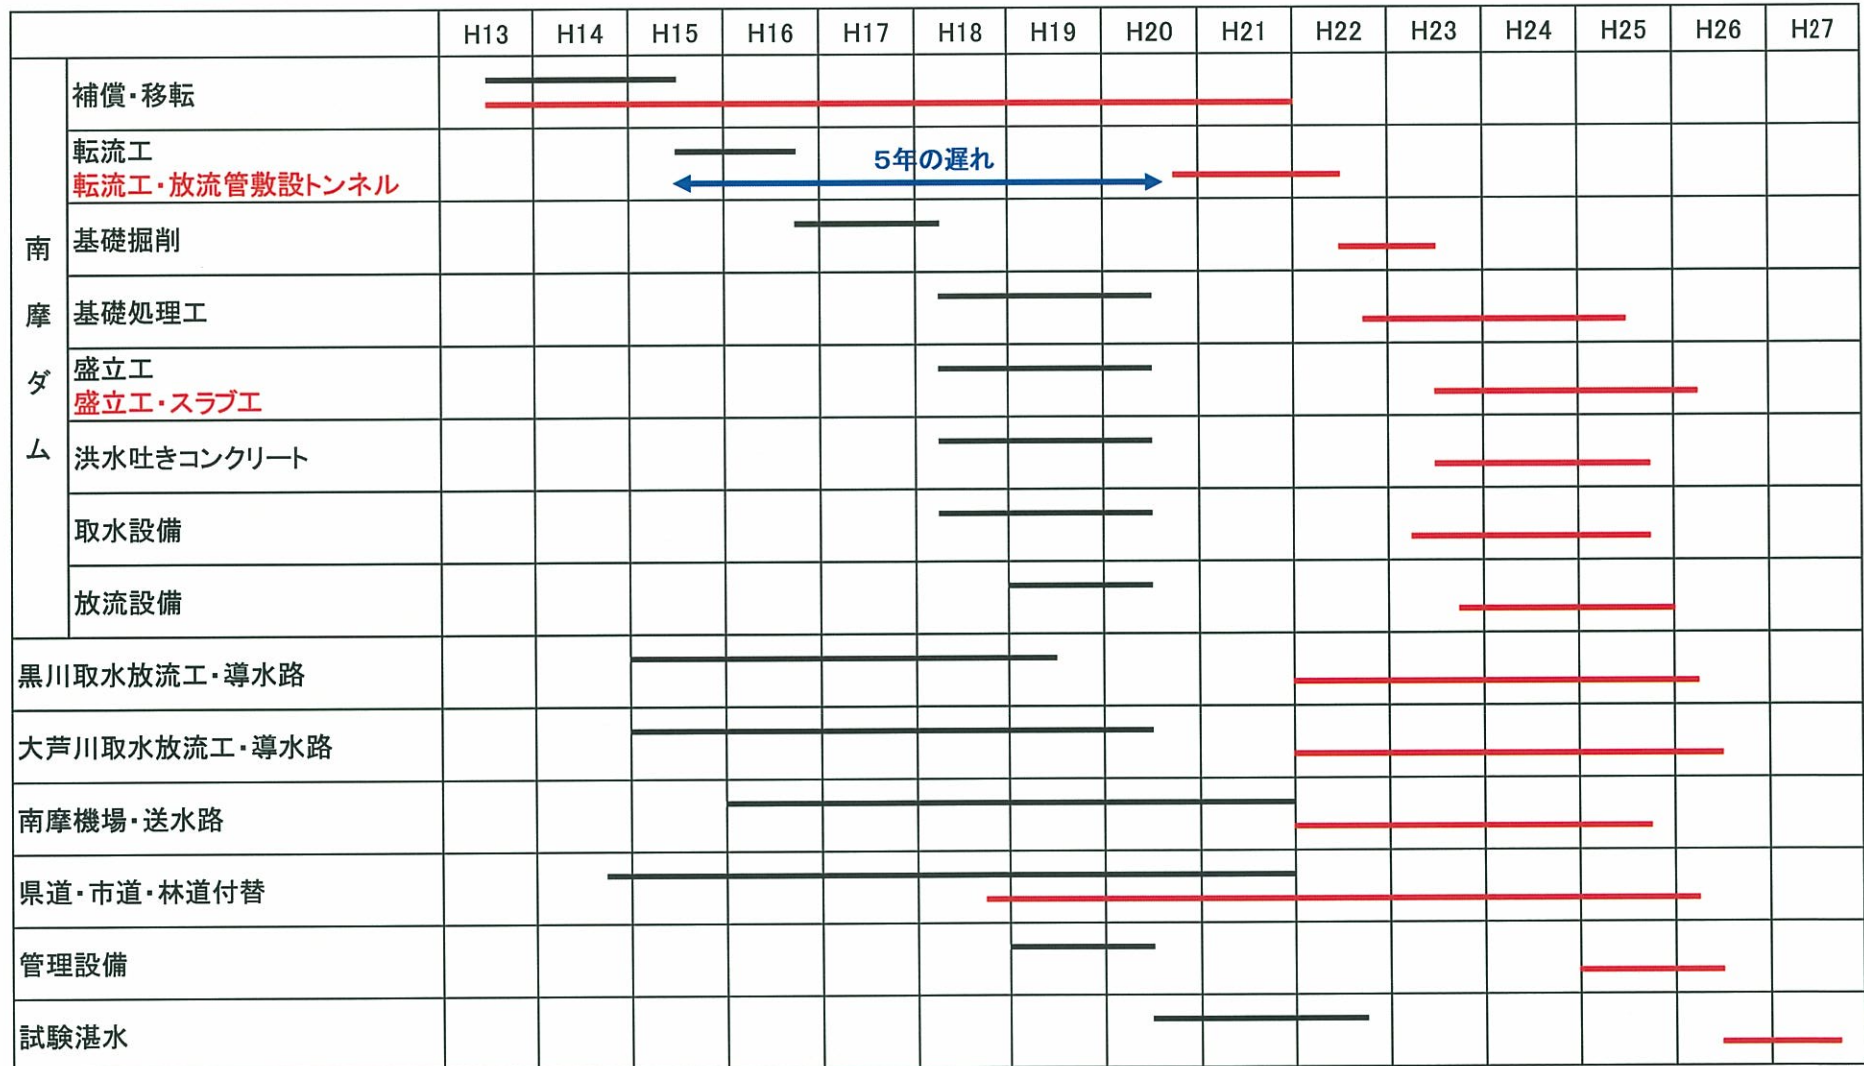 H13 H14 H15 H16 H17 H18 H19 H20 H21 H22 H23 H24 H25 H26 H27
南摩ダム
補償・移転
転流工
転流工・放流管敷設トンネル
5年の遅れ
基礎掘削
基礎処理工
盛立工
盛立工・スラブ工
洪水吐きコンクリート
取水設備
放流設備
黒川取水放流工・導水路
大芦川取水放流工・導水路
南摩機場・送水路
県道・市道・林道付替
管理設備
試験湛水